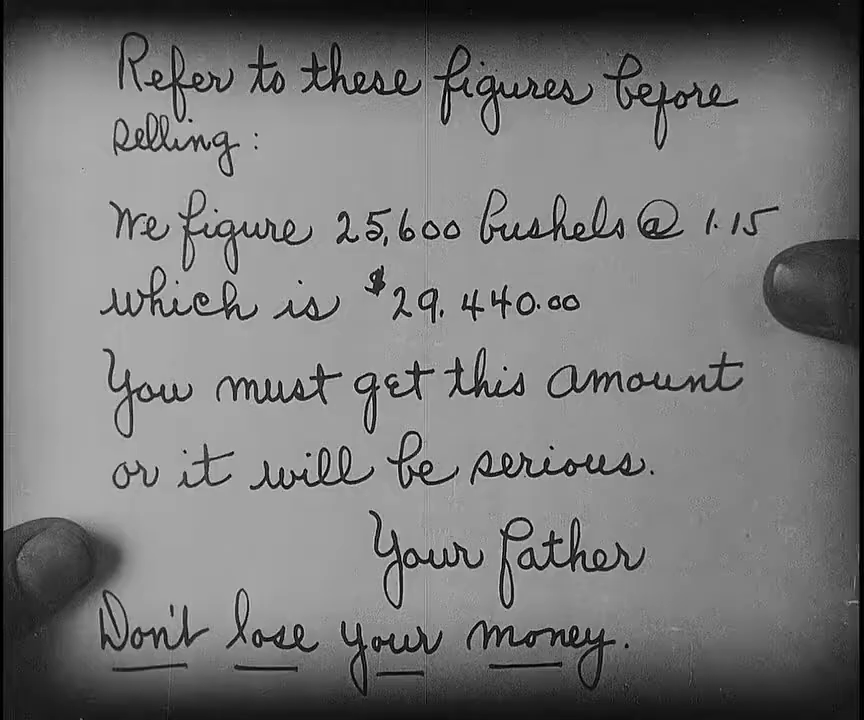 Refer to these figures before
selling:
We figure 25,600 bushels @ 1.15
which is $29.440.00
You must get this amount
or it will be serious.
Your father
Don't lose your money.